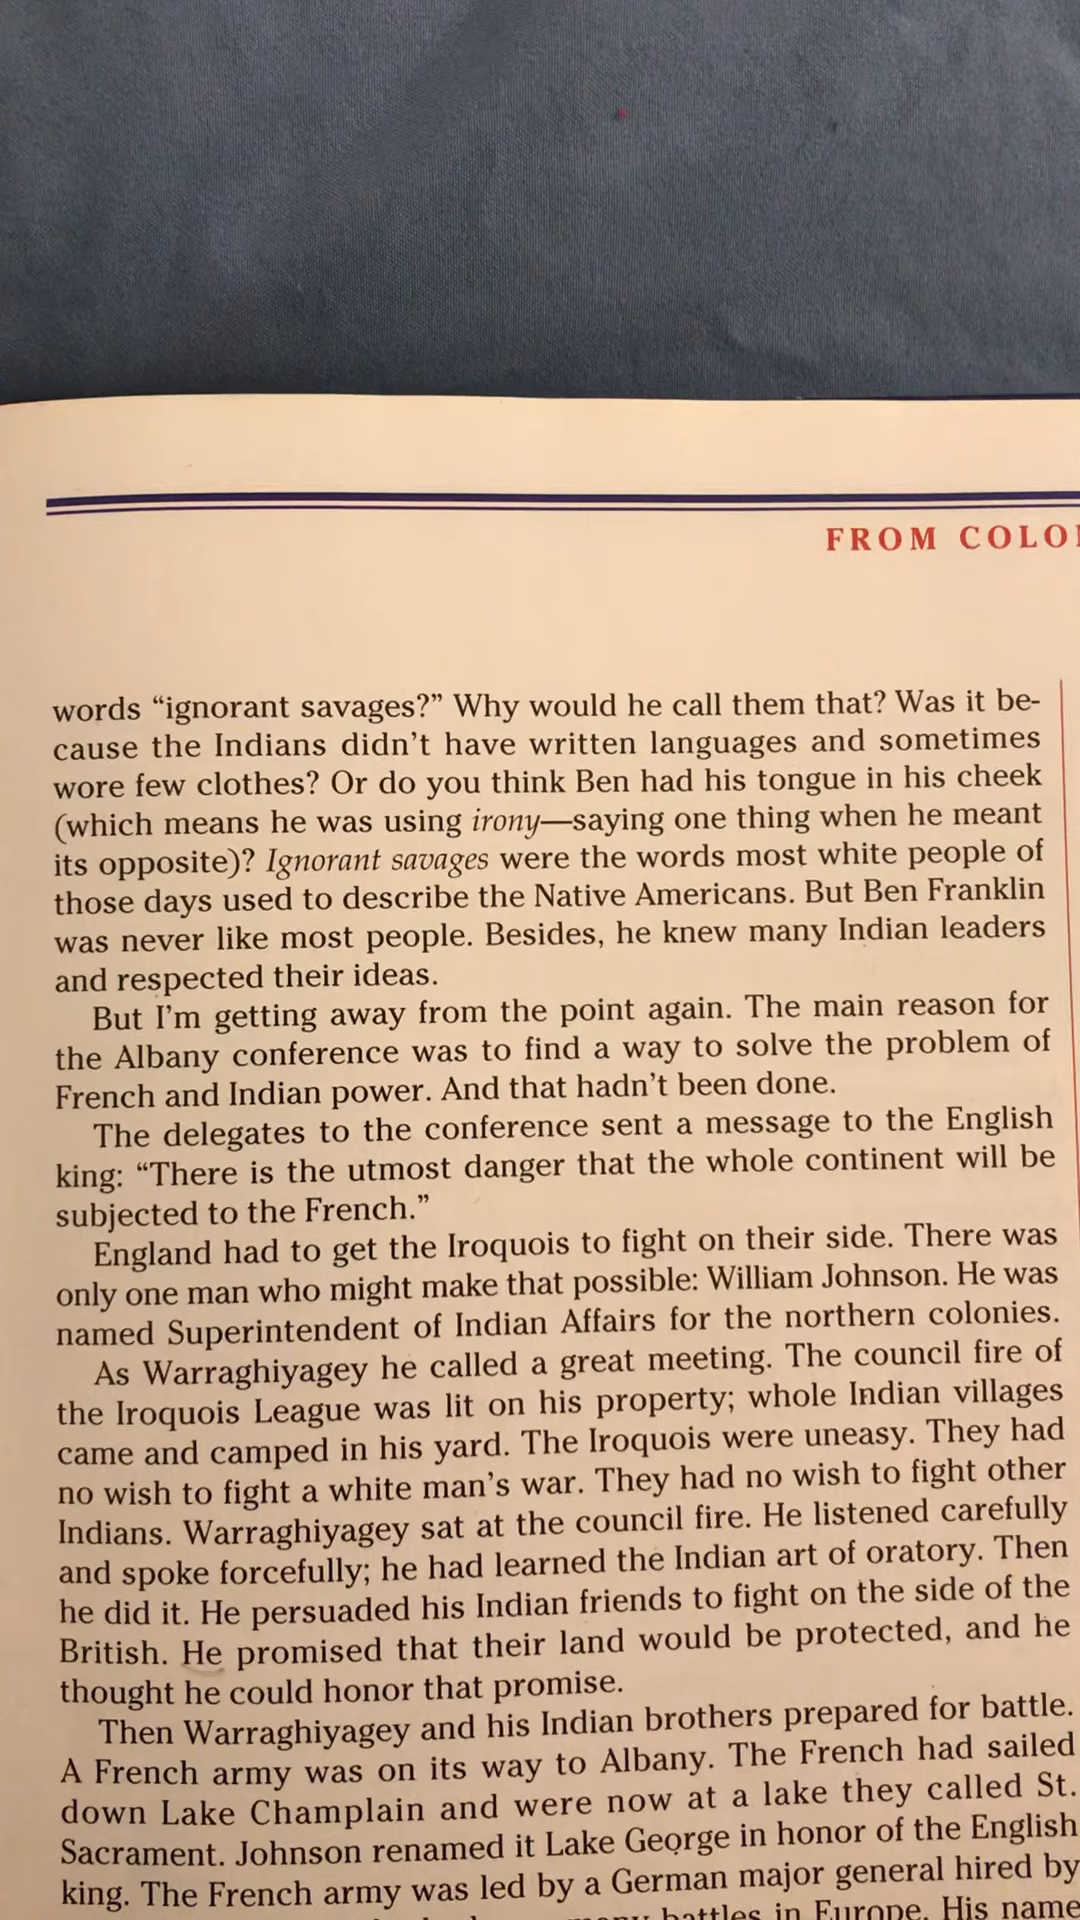 FROM COLO
words “ignorant savages?” Why would he call them that? Was it be-
cause the Indians didn’t have written languages and sometimes
wore few clothes? Or do you think Ben had his tongue in his cheek
(which means he was using irony—saying one thing when he meant
its opposite)? Ignorant savages were the words most white people of
those days used to describe the Native Americans. But Ben Franklin
was never like most people. Besides, he knew many Indian leaders
and respected their ideas.
But I’m getting away from the point again. The main reason for
the Albany conference was to find a way to solve the problem of
French and Indian power. And that hadn’t been done.
The delegates to the conference sent a message to the English
king: “There is the utmost danger that the whole continent will be
subjected to the French.”
England had to get the Iroquois to fight on their side. There was
only one man who might make that possible: William Johnson. He was
named Superintendent of Indian Affairs for the northern colonies.
As Warraghiyagey he called a great meeting. The council fire of
the Iroquois League was lit on his property; whole Indian villages
came and camped in his yard. The Iroquois were uneasy. They had
no wish to fight a white man’s war. They had no wish to fight other
Indians. Warraghiyagey sat at the council fire. He listened carefully
and spoke forcefully; he had learned the Indian art of oratory. Then
he did it. He persuaded his Indian friends to fight on the side of the
British. He promised that their land would be protected, and he
thought he could honor that promise.
Then Warraghiyagey and his Indian brothers prepared for battle.
A French army was on its way to Albany. The French had sailed
down Lake Champlain and were now at a lake they called St.
Sacrament. Johnson renamed it Lake George in honor of the English
king. The French army was led by a German major general hired by
battles in Europe. His name